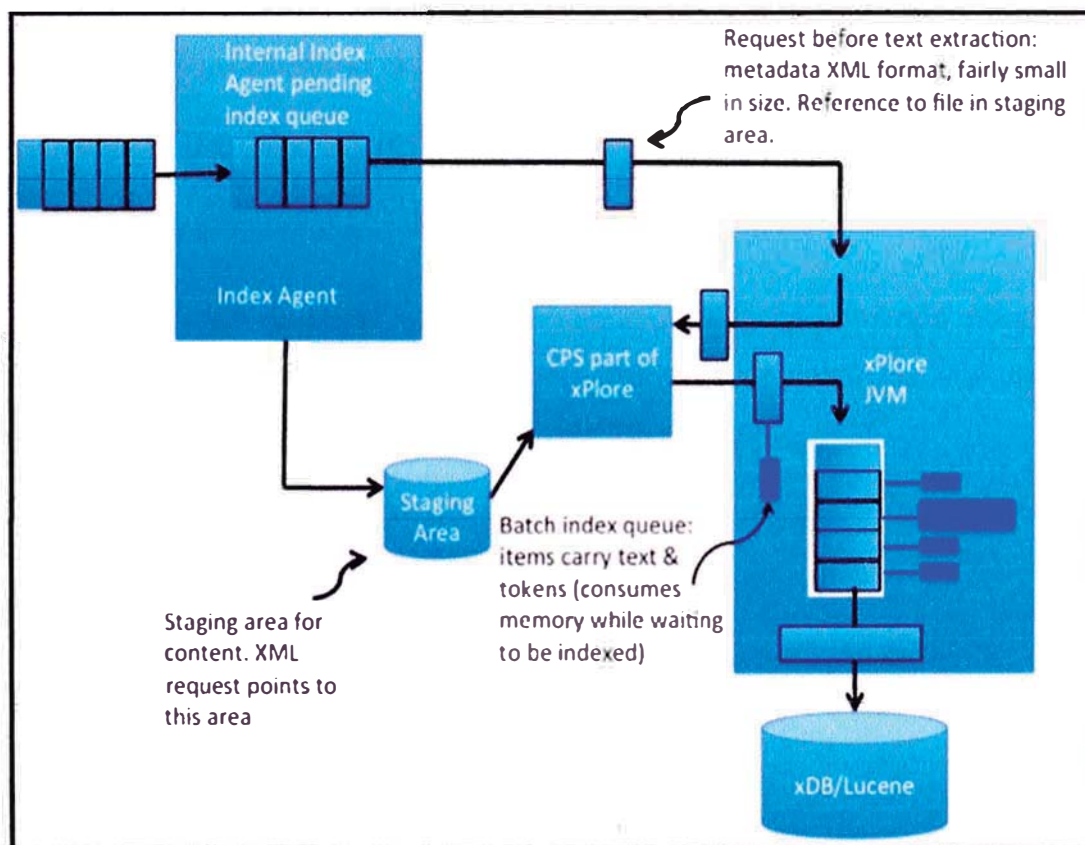 Internal Index
Agent pending
index queue
Request before text extraction:
metadata XML format, fairly small
in size. Reference to file in staging
area.
Index Agent
CPS part of
xPlore
xPlore
JVM
Staging
Area
Batch index queue:
items carry text &
tokens (consumes
memory while waiting
to be indexed)
Staging area for
content. XML
request points to
this area
xDB/Lucene